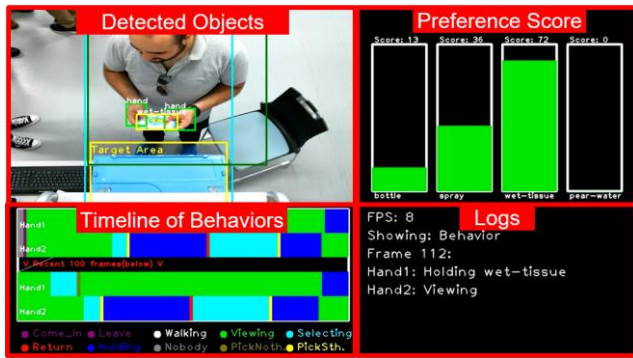 Detected Objects
hand
hand
wet-tissue
Target Area
Preference Score
Score: 13
Score: 36
Score: 72
Score: 0
bottle
spray
wet-tissue
pear-water
Timeline of Behaviors
Hand1
Hand2
V Recent 100 frames(below) V
Hand1
Hand2
Come_In
Leave
Walking
Viewing
Selecting
Return
Holding
Nobody
PickNoth.
PickSth.
Logs
FPS: 8
Showing: Behavior
Frame 112:
Hand1: Holding wet-tissue
Hand2: Viewing